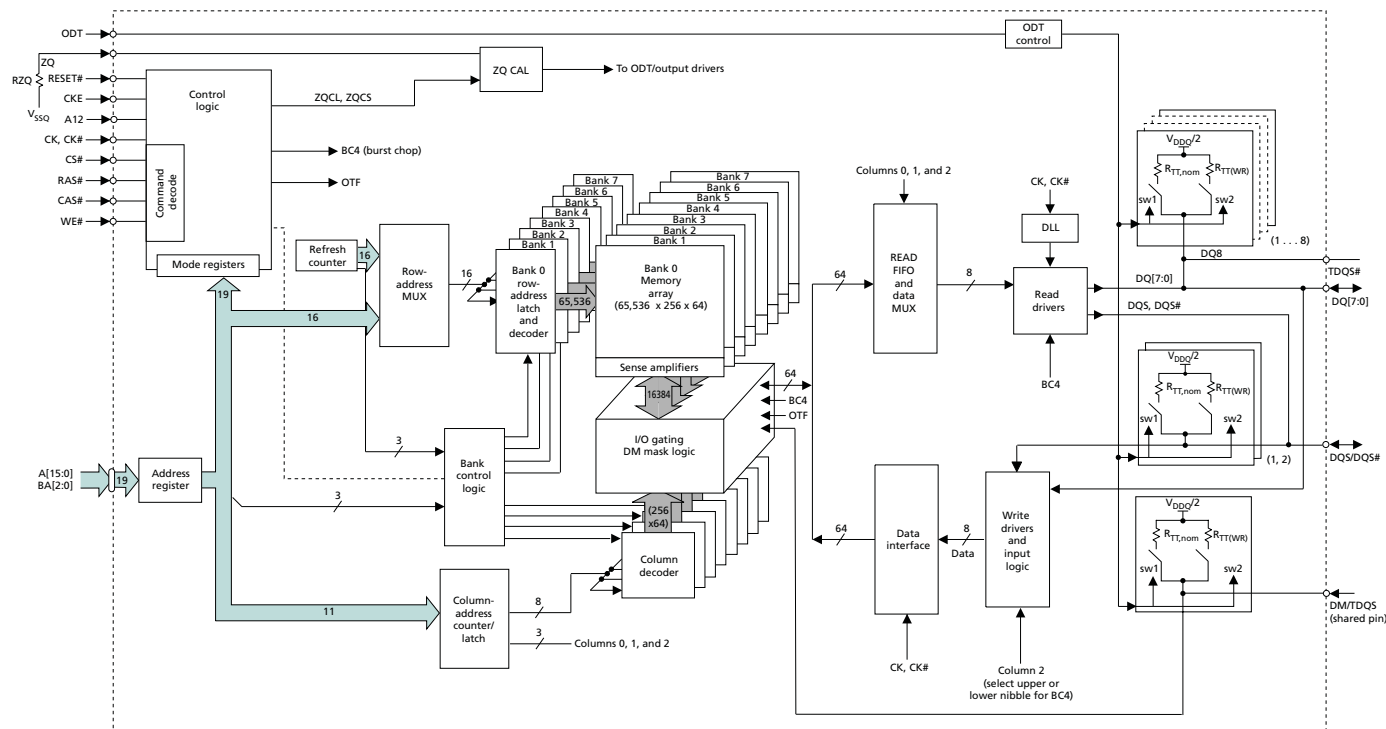 ODT
ODT
control
ZQ
RZQ
VSSQ
RESET#
CKE
A12
CK, CK#
CS#
RAS#
CAS#
WE#
Control
logic
Command
decode
Mode registers
ZQ CAL
To ODT/output drivers
ZQCL, ZQCS
BC4 (burst chop)
OTF
Refresh
counter
16
Row-
address
MUX
16
19
16
Bank 7
Bank 6
Bank 5
Bank 4
Bank 3
Bank 2
Bank 1
Bank 0
row-
address
latch
and
decoder
65,536
Bank 7
Bank 6
Bank 5
Bank 4
Bank 3
Bank 2
Bank 1
Bank 0
Memory
array
(65,536 x 256 x 64)
Sense amplifiers
16384
64
BC4
OTF
I/O gating
DM mask logic
(256
x64)
Column
decoder
3
Bank
control
logic
3
A[15:0]
BA[2:0]
19
Address
register
11
Column-
address
counter/
latch
8
3
Columns 0, 1, and 2
Columns 0, 1, and 2
64
READ
FIFO
and
data
MUX
8
CK, CK#
DLL
Read
drivers
BC4
64
Data
interface
8
Data
CK, CK#
Write
drivers
and
input
logic
Column 2
(select upper or
lower nibble for BC4)
VDDQ/2
RTT,nom
RTT(WR)
sw1
sw2
(1 . . . 8)
DQ8
TDQS#
DQ[7:0]
DQ[7:0]
DQS, DQS#
VDDQ/2
RTT,nom
RTT(WR)
sw1
sw2
(1, 2)
DQS/DQS#
VDDQ/2
RTT,nom
RTT(WR)
sw1
sw2
DM/TDQS
(shared pin)